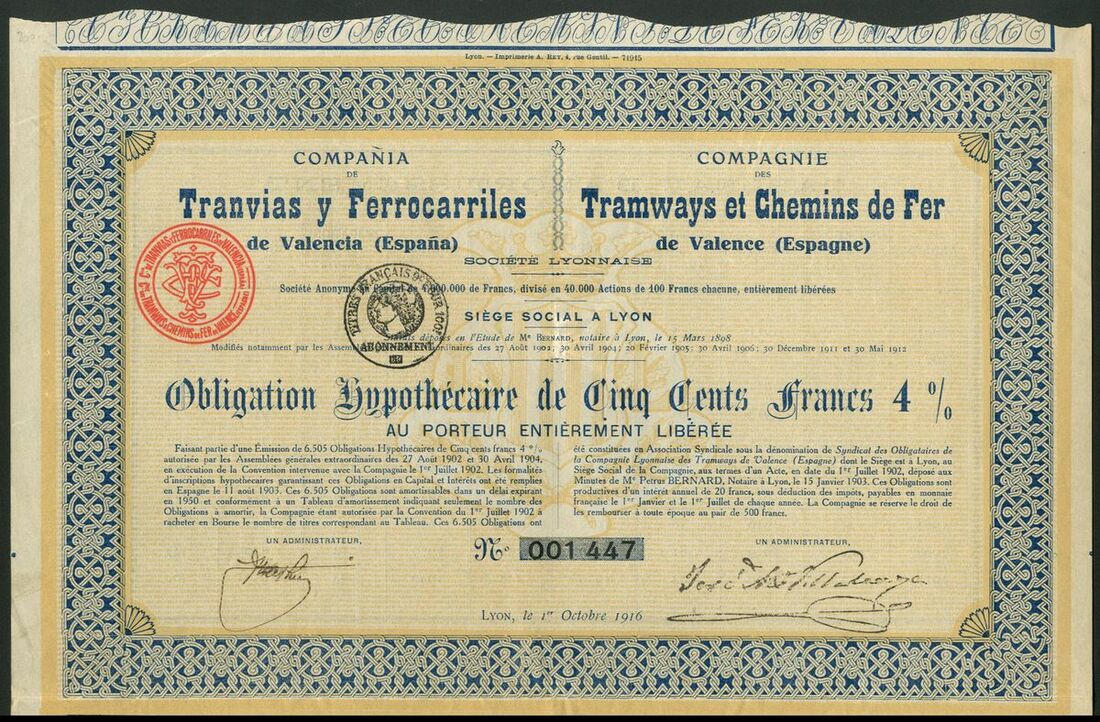 Lyon. — Imprimerie A. REY, 4, rue Gentil. — 71915
COMPAÑIA
DE
Tranvias y Ferrocarriles
de Valencia (España)
COMPAGNIE
DES
Tramways et Chemins de Fer
de Valence (Espagne)
SOCIÉTÉ LYONNAISE
Société Anonyme au Capital de 4.000.000 de Francs, divisé en 40.000 Actions de 100 Francs chacune, entièrement libérées
SIÈGE SOCIAL A LYON
Statuts déposés en l'Etude de Me BERNARD, notaire à Lyon, le 15 Mars 1898
Modifiés notamment par les Assemblées extraordinaires des 27 Août 1902; 30 Avril 1904; 20 Février 1905; 30 Avril 1906; 30 Décembre 1911 et 30 Mai 1912
TITRES FRANÇAIS
ABONNEMENT
Obligation Hypothécaire de Cinq Cents Francs 4 %
AU PORTEUR ENTIÈREMENT LIBÉRÉE
Faisant partie d'une Émission de 6.505 Obligations Hypothécaires de Cinq cents francs 4 %
autorisée par les Assemblées générales extraordinaires des 27 Août 1902 et 30 Avril 1904,
en exécution de la Convention intervenue avec la Compagnie le 1er Juillet 1902. Les formalités
d'inscriptions hypothécaires garantissant ces Obligations en Capital et Intérêts ont été remplies
en Espagne le 11 août 1903. Ces 6.505 Obligations sont amortissables dans un délai expirant
en 1950 et conformément à un Tableau d'amortissement indiquant seulement le nombre des
Obligations à amortir, la Compagnie étant autorisée par la Convention du 1er Juillet 1902 à
racheter en Bourse le nombre de titres correspondant au Tableau. Ces 6.505 Obligations ont
été constituées en Association Syndicale sous la dénomination de Syndicat des Obligataires de
la Compagnie Lyonnaise des Tramways de Valence (Espagne) dont le Siège est à Lyon, au
Siège Social de la Compagnie, aux termes d'un Acte, en date du 1er Juillet 1902, déposé aux
Minutes de Me Petrus BERNARD, Notaire à Lyon, le 15 Janvier 1903. Ces Obligations sont
productives d'un intérêt annuel de 20 francs, sous déduction des impôts, payables en monnaie
française le 1er Janvier et le 1er Juillet de chaque année. La Compagnie se réserve le droit de
les rembourser à toute époque au pair de 500 francs.
UN ADMINISTRATEUR,
No 001447
UN ADMINISTRATEUR,
LYON, le 1er Octobre 1916